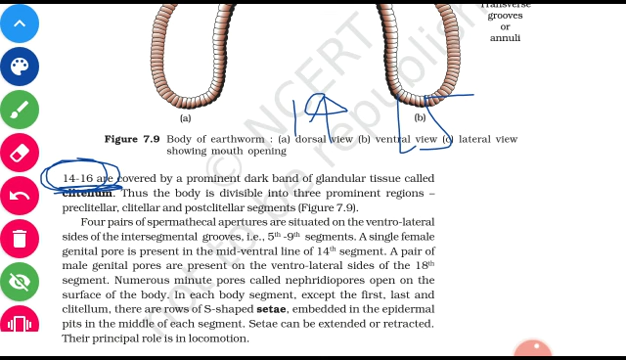 Transverse
grooves
or
annuli
(a)
(b)
Figure 7.9 Body of earthworm : (a) dorsal view (b) ventral view (c) lateral view
showing mouth opening
14-16 are covered by a prominent dark band of glandular tissue called
clitellum. Thus the body is divisible into three prominent regions –
preclitellar, clitellar and postclitellar segments (Figure 7.9).
Four pairs of spermathecal apertures are situated on the ventro-lateral
sides of the intersegmental grooves, i.e., 5th -9th segments. A single female
genital pore is present in the mid-ventral line of 14th segment. A pair of
male genital pores are present on the ventro-lateral sides of the 18th
segment. Numerous minute pores called nephridiopores open on the
surface of the body. In each body segment, except the first, last and
clitellum, there are rows of S-shaped setae, embedded in the epidermal
pits in the middle of each segment. Setae can be extended or retracted.
Their principal role is in locomotion.
© NCERT
not to be republish